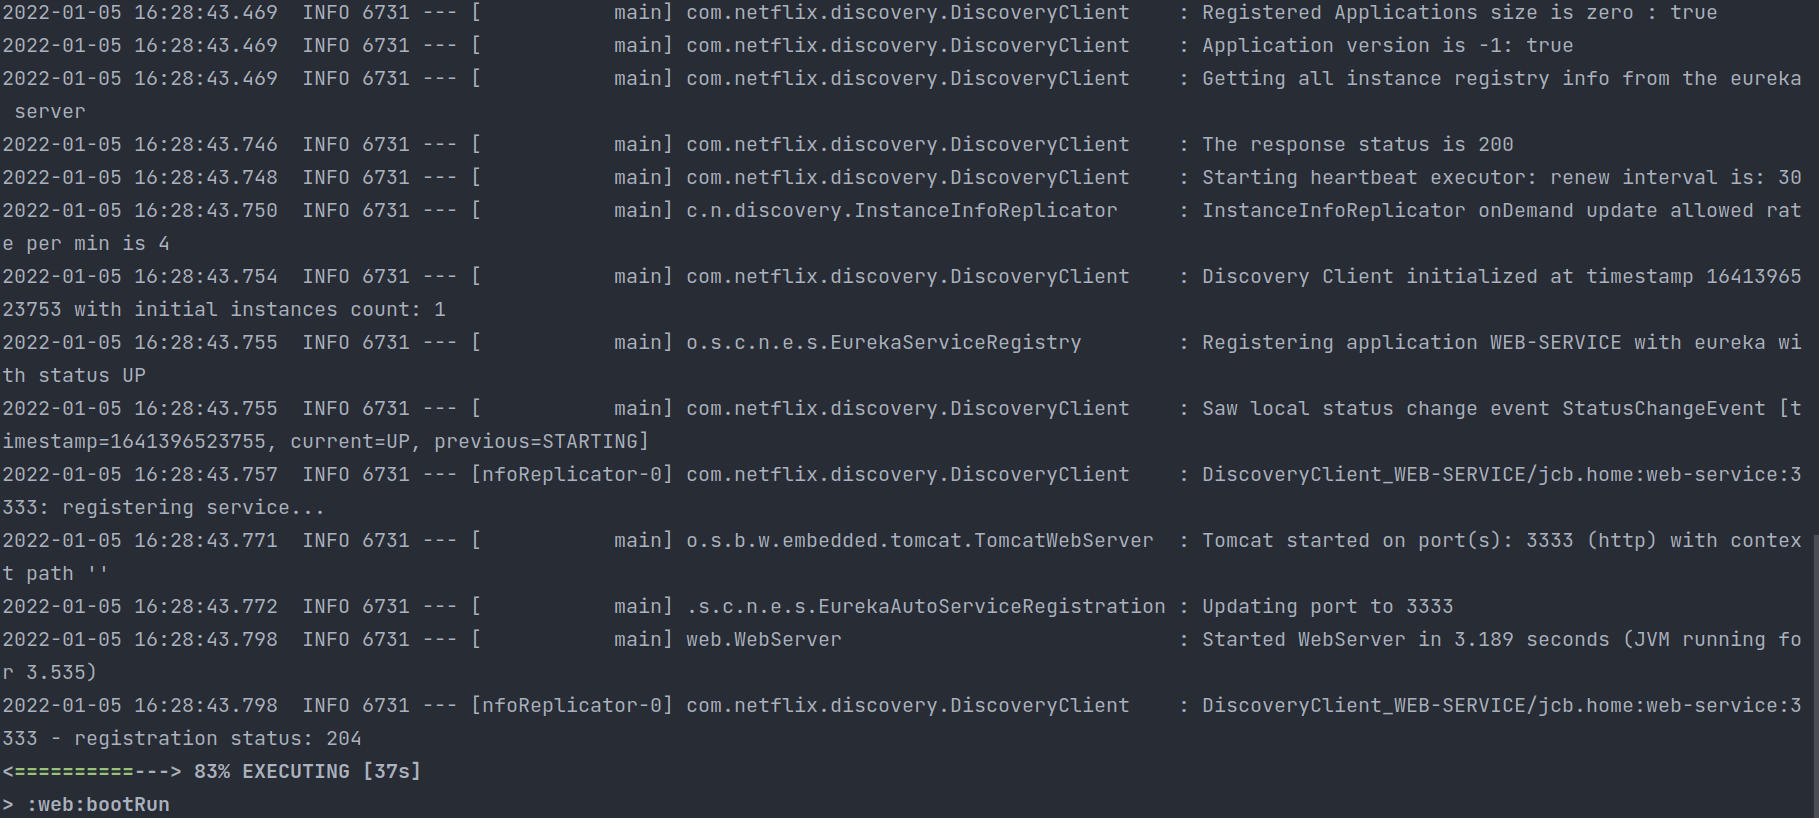 2022-01-05 16:28:43.469  INFO 6731 --- [           main] com.netflix.discovery.DiscoveryClient    : Registered Applications size is zero : true
2022-01-05 16:28:43.469  INFO 6731 --- [           main] com.netflix.discovery.DiscoveryClient    : Application version is -1: true
2022-01-05 16:28:43.469  INFO 6731 --- [           main] com.netflix.discovery.DiscoveryClient    : Getting all instance registry info from the eureka
 server
2022-01-05 16:28:43.746  INFO 6731 --- [           main] com.netflix.discovery.DiscoveryClient    : The response status is 200
2022-01-05 16:28:43.748  INFO 6731 --- [           main] com.netflix.discovery.DiscoveryClient    : Starting heartbeat executor: renew interval is: 30
2022-01-05 16:28:43.750  INFO 6731 --- [           main] c.n.discovery.InstanceInfoReplicator     : InstanceInfoReplicator onDemand update allowed rat
e per min is 4
2022-01-05 16:28:43.754  INFO 6731 --- [           main] com.netflix.discovery.DiscoveryClient    : Discovery Client initialized at timestamp 16413965
23753 with initial instances count: 1
2022-01-05 16:28:43.755  INFO 6731 --- [           main] o.s.c.n.e.s.EurekaServiceRegistry        : Registering application WEB-SERVICE with eureka wi
th status UP
2022-01-05 16:28:43.755  INFO 6731 --- [           main] com.netflix.discovery.DiscoveryClient    : Saw local status change event StatusChangeEvent [t
imestamp=1641396523755, current=UP, previous=STARTING]
2022-01-05 16:28:43.757  INFO 6731 --- [nfoReplicator-0] com.netflix.discovery.DiscoveryClient    : DiscoveryClient_WEB-SERVICE/jcb.home:web-service:3
333: registering service...
2022-01-05 16:28:43.771  INFO 6731 --- [           main] o.s.b.w.embedded.tomcat.TomcatWebServer  : Tomcat started on port(s): 3333 (http) with contex
t path ''
2022-01-05 16:28:43.772  INFO 6731 --- [           main] .s.c.n.e.s.EurekaAutoServiceRegistration : Updating port to 3333
2022-01-05 16:28:43.798  INFO 6731 --- [           main] web.WebServer                            : Started WebServer in 3.189 seconds (JVM running fo
r 3.535)
2022-01-05 16:28:43.798  INFO 6731 --- [nfoReplicator-0] com.netflix.discovery.DiscoveryClient    : DiscoveryClient_WEB-SERVICE/jcb.home:web-service:3
333 - registration status: 204
<==========---> 83% EXECUTING [37s]
> :web:bootRun